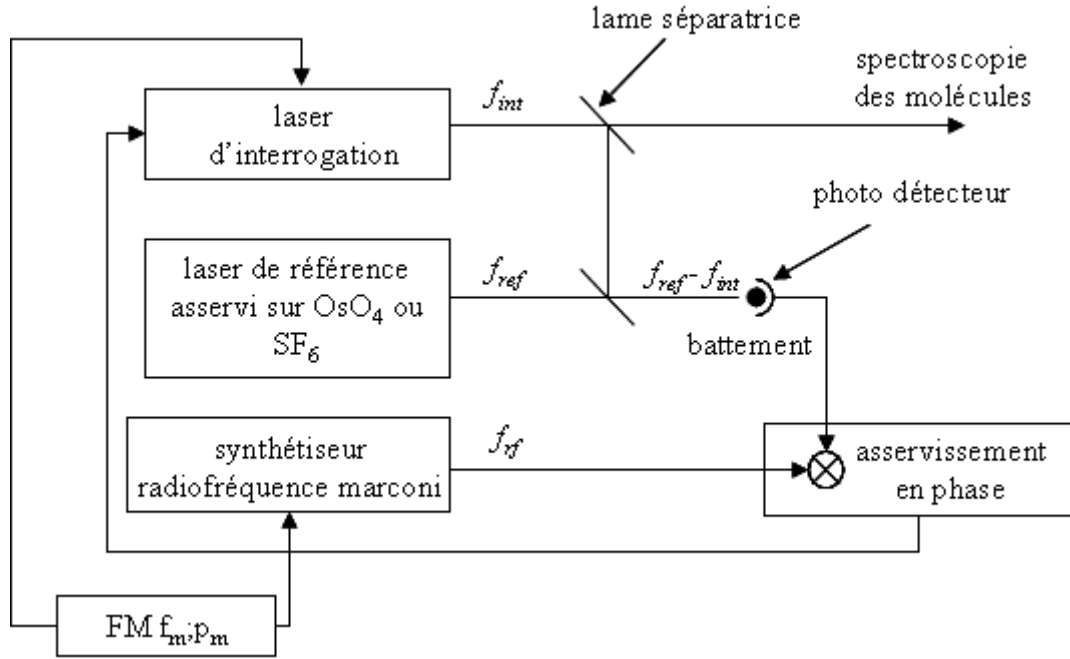 lame séparatrice
spectroscopie
des molécules
laser
d'interrogation
f_int
photo détecteur
laser de référence
asservi sur OsO₄ ou
SF₆
f_ref
f_ref- f_int
battement
synthétiseur
radiofréquence marconi
f_rf
asservissement
en phase
FM f_m;p_m